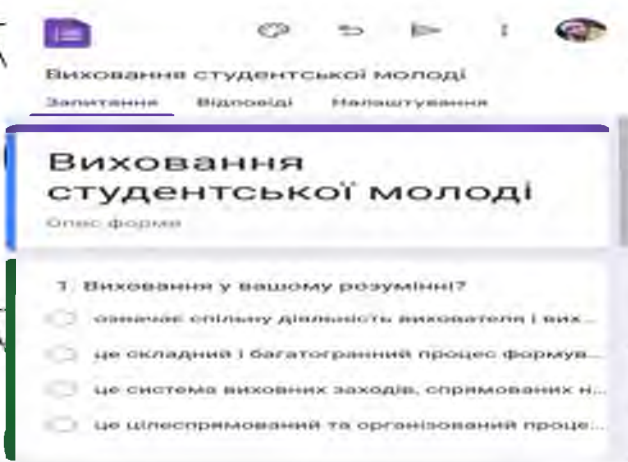 Виховання студентської молоді
Запитання Відповіді Налаштування
Виховання
студентської молоді
Опис форми
1. Виховання у вашому розумінні?
означає спільну діяльність вихователя і вих...
це складний і багатогранний процес формув...
це система виховних заходів, спрямованих н...
це цілеспрямований та організований проце...